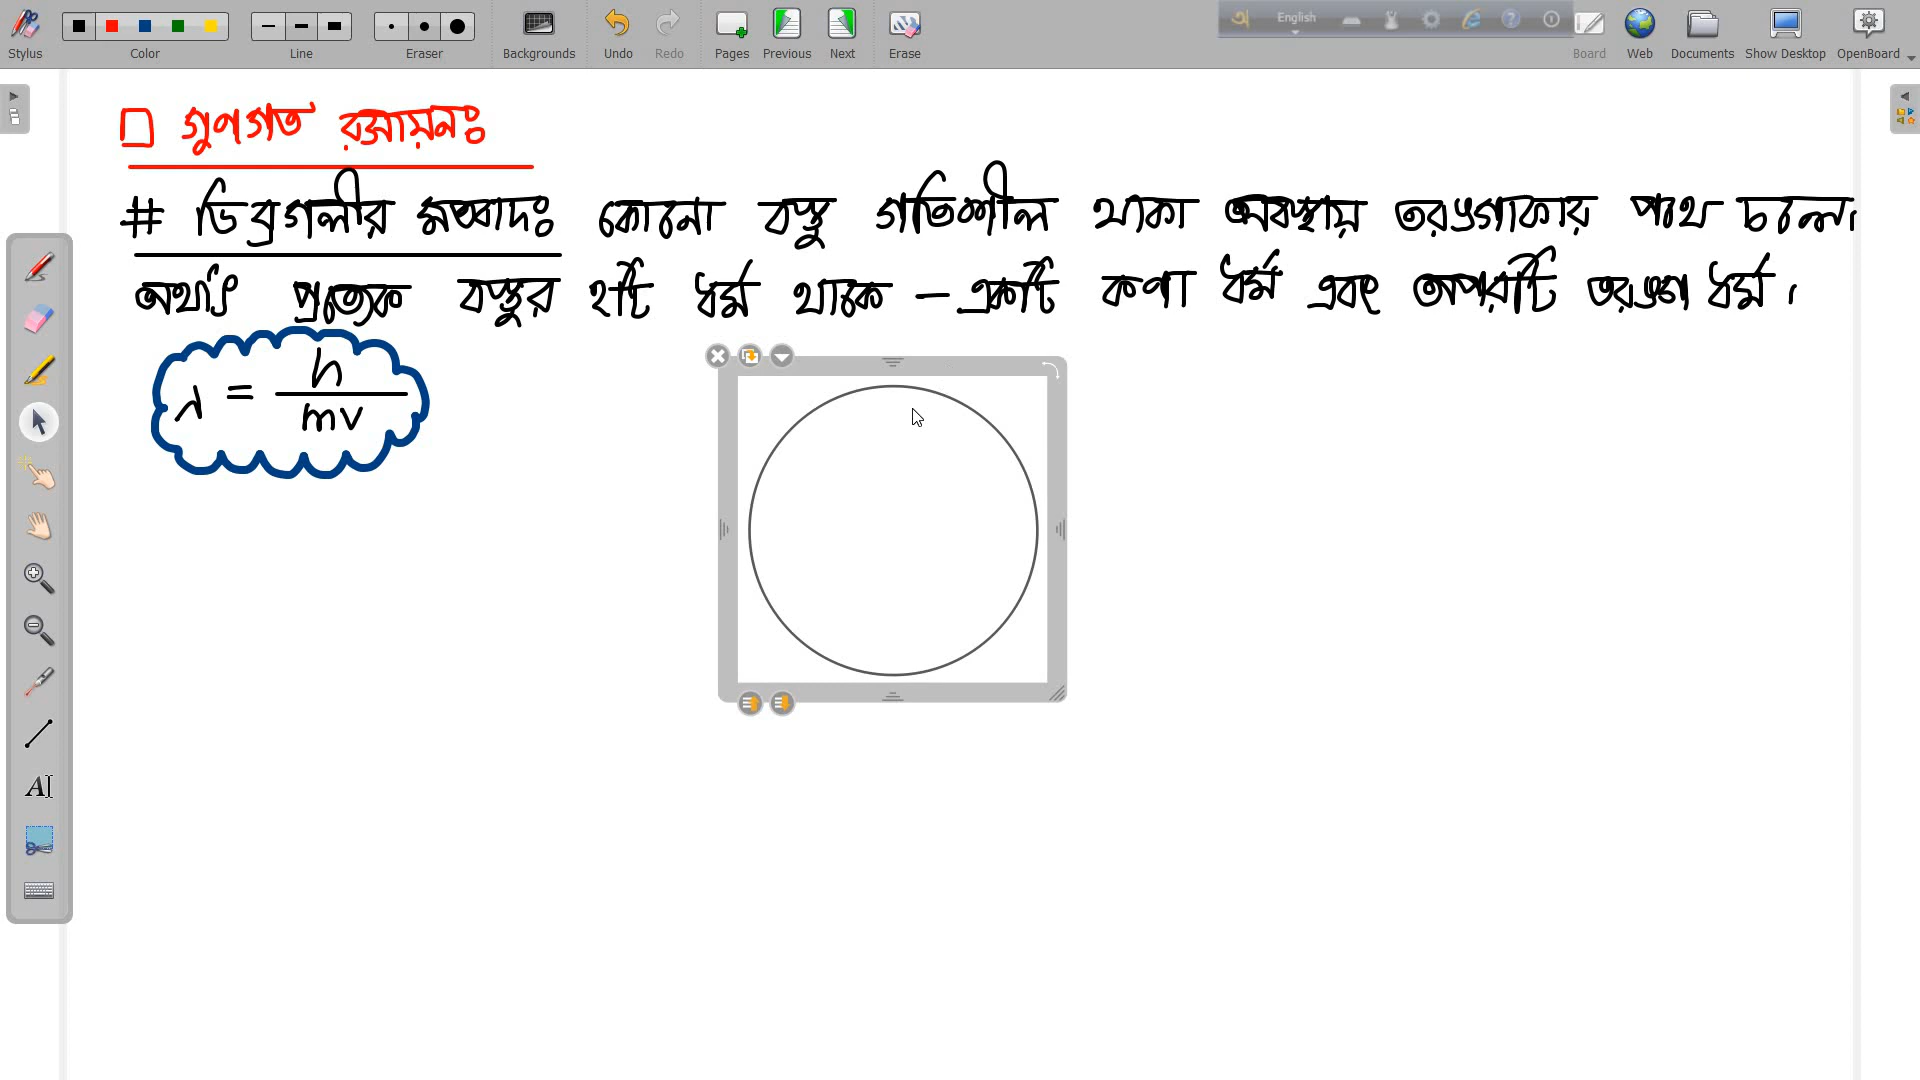 Stylus Color Line Eraser Backgrounds Undo Redo Pages Previous Next Erase English Board Web Documents Show Desktop OpenBoard
□ গুণগত রসায়নঃ
# ডিব্রগলীর মতবাদঃ কোনো বস্তু গতিশীল থাকা অবস্থায় তরঙ্গাকার পথে চলে।
অর্থাৎ প্রত্যেক বস্তুর ২টি ধর্ম থাকে – একটি কণা ধর্ম এবং অপরটি তরঙ্গ ধর্ম।
λ = h / mv